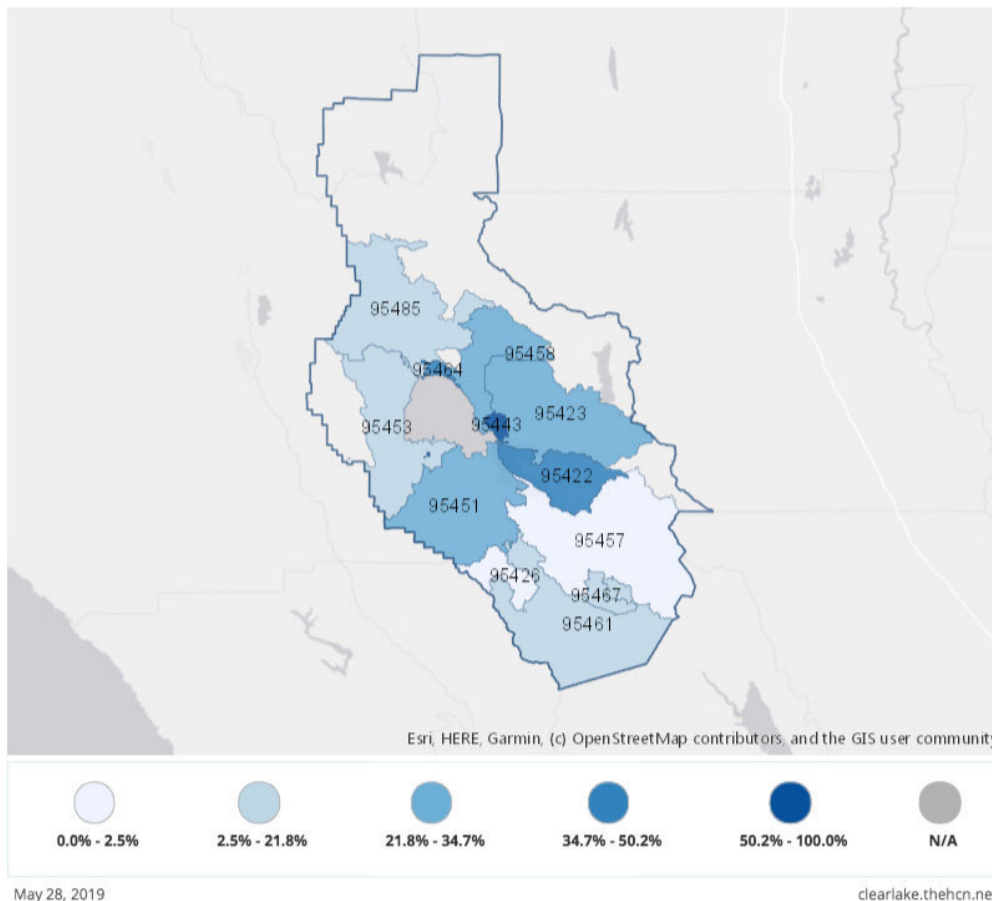 95485
95458
95464
95423
95443
95453
95422
95451
95457
95426
95467
95461
Esri, HERE, Garmin, (c) OpenStreetMap contributors, and the GIS user community
0.0% - 2.5%
2.5% - 21.8%
21.8% - 34.7%
34.7% - 50.2%
50.2% - 100.0%
N/A
May 28, 2019
clearlake.thehcn.ne